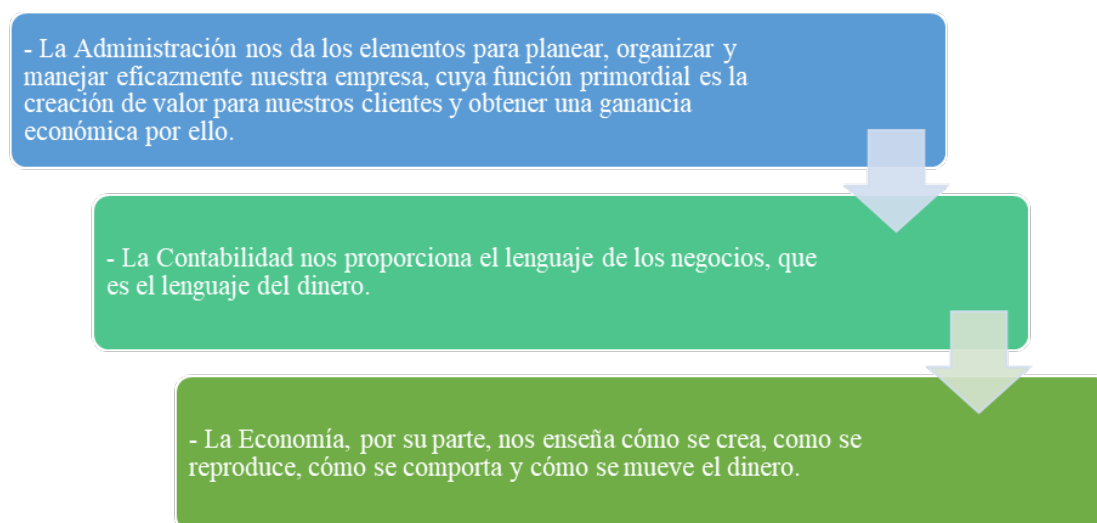 - La Administración nos da los elementos para planear, organizar y
manejar eficazmente nuestra empresa, cuya función primordial es la
creación de valor para nuestros clientes y obtener una ganancia
económica por ello.
- La Contabilidad nos proporciona el lenguaje de los negocios, que
es el lenguaje del dinero.
- La Economía, por su parte, nos enseña cómo se crea, como se
reproduce, cómo se comporta y cómo se mueve el dinero.